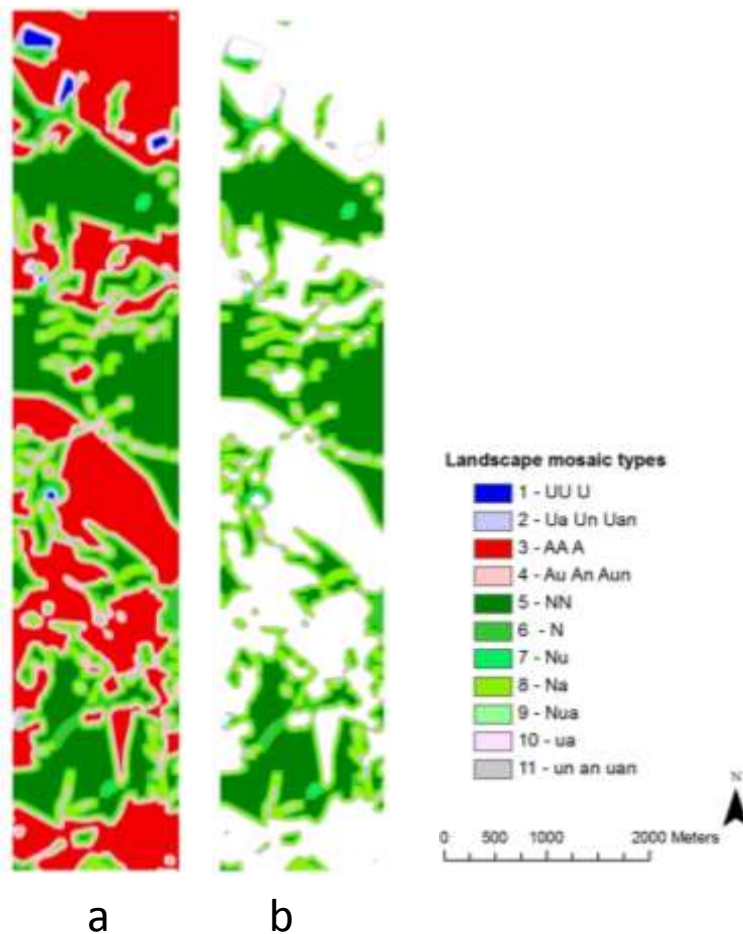 Landscape mosaic types
1 - UU U
2 - Ua Un Uan
3 - AA A
4 - Au An Aun
5 - NN
6 - N
7 - Nu
8 - Na
9 - Nua
10 - ua
11 - un an uan
N
0 500 1000 2000 Meters
a b